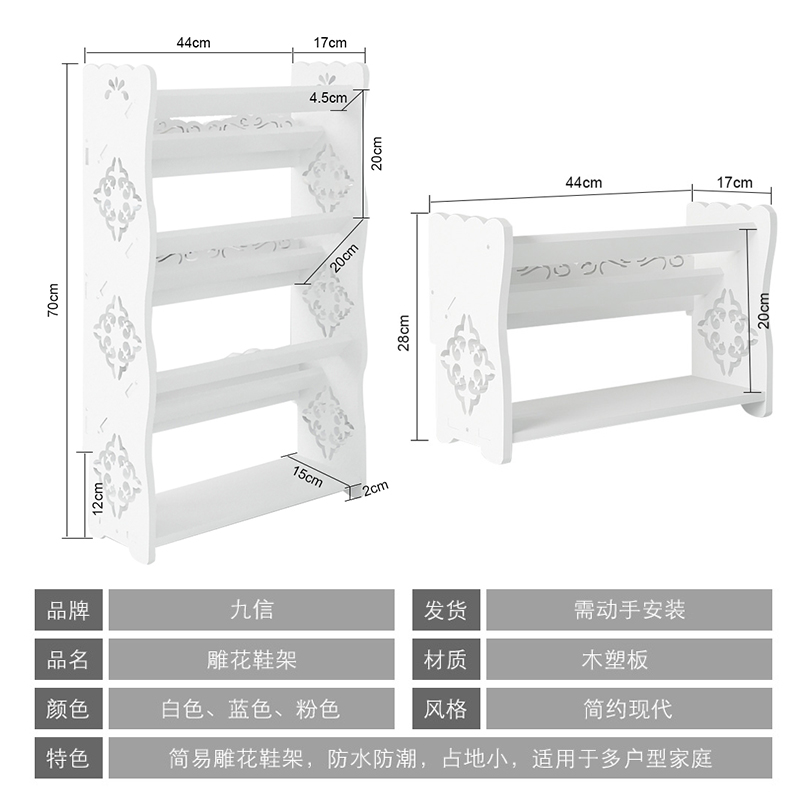 44cm
17cm
4.5cm
20cm
20cm
70cm
12cm
15cm
2cm
44cm
17cm
28cm
20cm
品牌 九信
发货 需动手安装
品名 雕花鞋架
材质 木塑板
颜色 白色、蓝色、粉色
风格 简约现代
特色 简易雕花鞋架，防水防潮，占地小，适用于多户型家庭